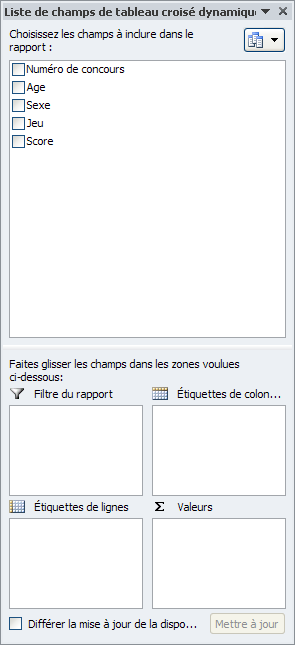 Liste de champs de tableau croisé dynamique
Choisissez les champs à inclure dans le
rapport :
Numéro de concours
Age
Sexe
Jeu
Score
Faites glisser les champs dans les zones voulues
ci-dessous:
Filtre du rapport
Étiquettes de colon...
Étiquettes de lignes
Σ Valeurs
Différer la mise à jour de la dispo...
Mettre à jour